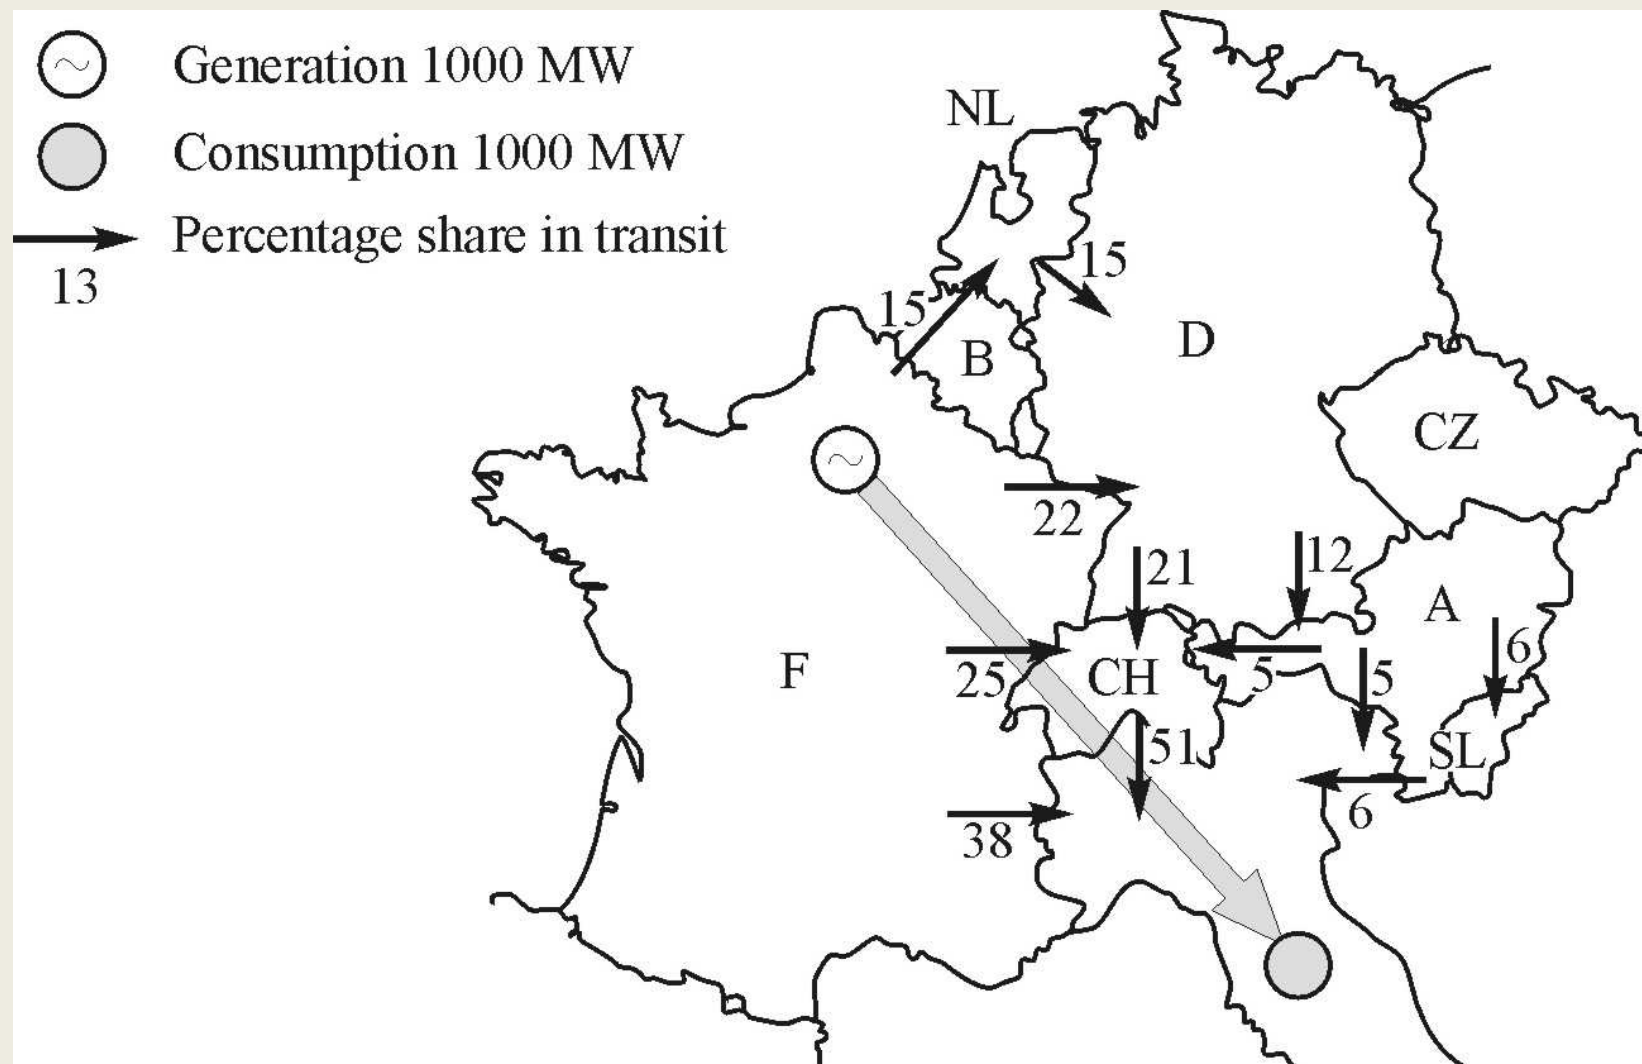 ~ Generation 1000 MW
Consumption 1000 MW
Percentage share in transit
13
NL
15
15
D
B
CZ
~
22
21
12
A
6
F
25
CH
5
5
51
SL
6
38